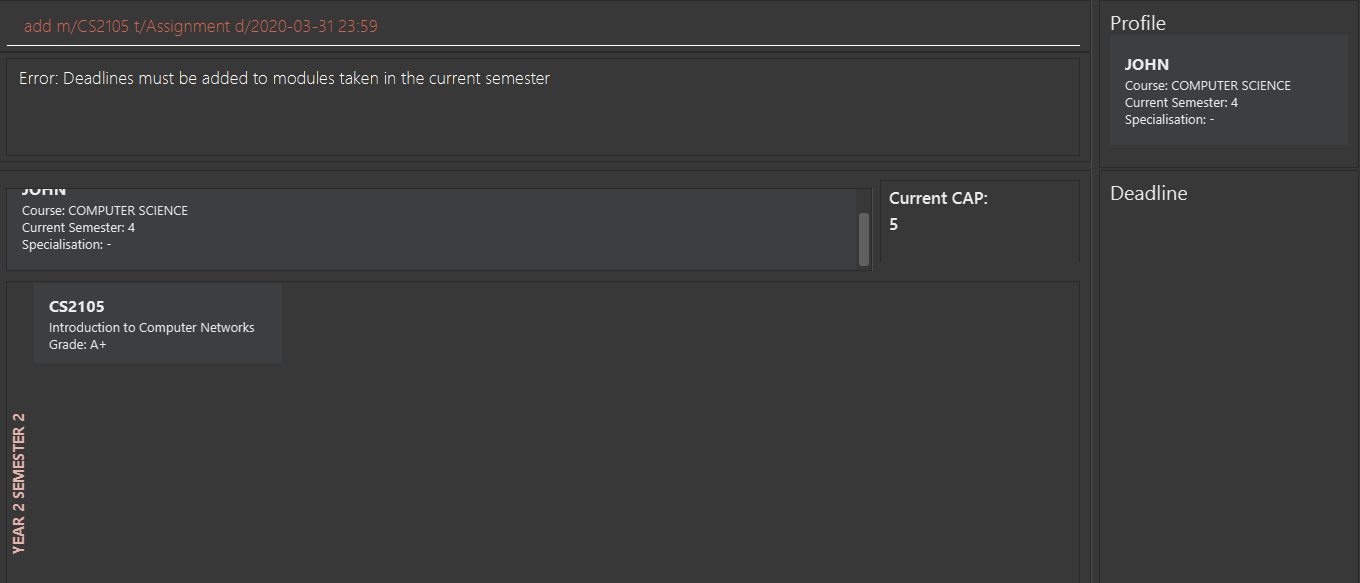 add m/CS2105 t/Assignment d/2020-03-31 23:59
Error: Deadlines must be added to modules taken in the current semester
JOHN
Course: COMPUTER SCIENCE
Current Semester: 4
Specialisation: -
Current CAP:
5
CS2105
Introduction to Computer Networks
Grade: A+
YEAR 2 SEMESTER 2
Profile
JOHN
Course: COMPUTER SCIENCE
Current Semester: 4
Specialisation: -
Deadline